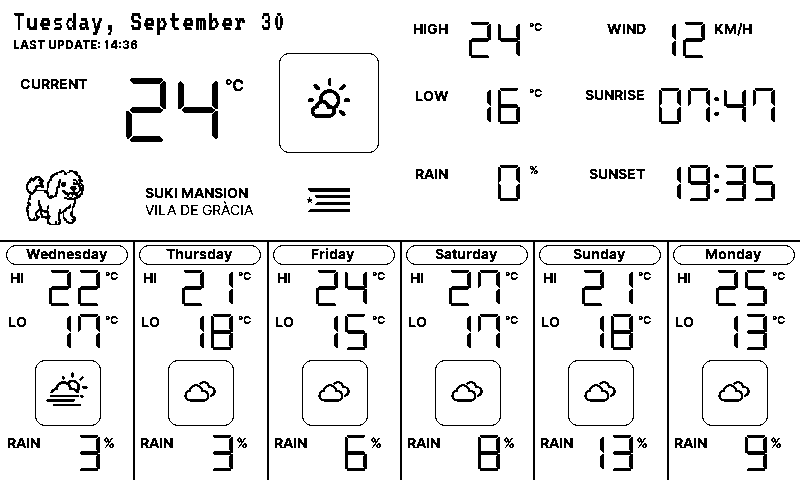 Tuesday, September 30
LAST UPDATE: 14:36
CURRENT 24 °C
HIGH 24 °C
WIND 12 KM/H
LOW 16 °C
SUNRISE 07:47
RAIN 0 %
SUNSET 19:35
SUKI MANSION
VILA DE GRÀCIA
Wednesday
HI 22 °C
LO 17 °C
RAIN 3 %
Thursday
HI 21 °C
LO 18 °C
RAIN 3 %
Friday
HI 24 °C
LO 15 °C
RAIN 6 %
Saturday
HI 27 °C
LO 17 °C
RAIN 8 %
Sunday
HI 21 °C
LO 18 °C
RAIN 13 %
Monday
HI 25 °C
LO 13 °C
RAIN 9 %